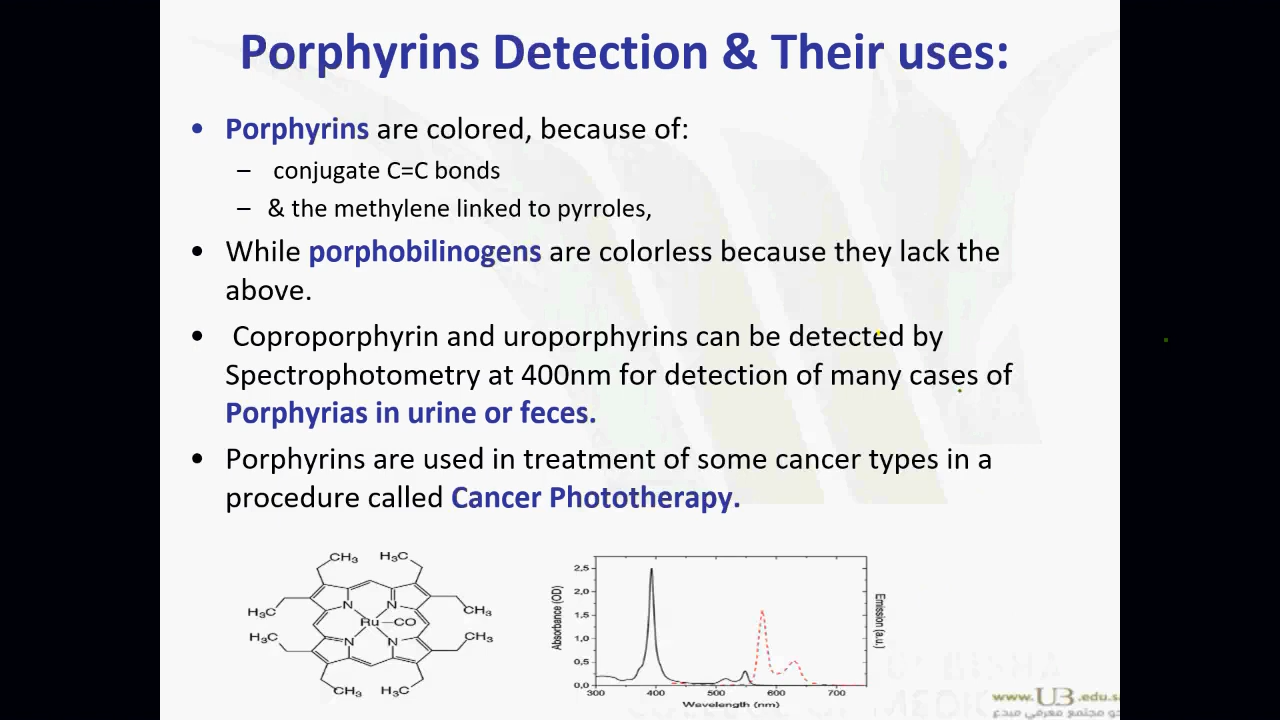 Porphyrins Detection & Their uses:
• Porphyrins are colored, because of:
– conjugate C=C bonds
– & the methylene linked to pyrroles,
• While porphobilinogens are colorless because they lack the
above.
• Coproporphyrin and uroporphyrins can be detected by
Spectrophotometry at 400nm for detection of many cases of
Porphyrias in urine or feces.
• Porphyrins are used in treatment of some cancer types in a
procedure called Cancer Phototherapy.
CH₃ H₃C
H₃C N N CH₃
Ru CO
H₃C N N CH₃
CH₃ H₃C
Absorbance (OD)
2,5
2,0
1,5
1,0
0,5
0,0
300 400 500 600 700
Wavelength (nm)
Emission (a.u.)
www.UB.edu.s
نحو مجتمع معرفي مبدع